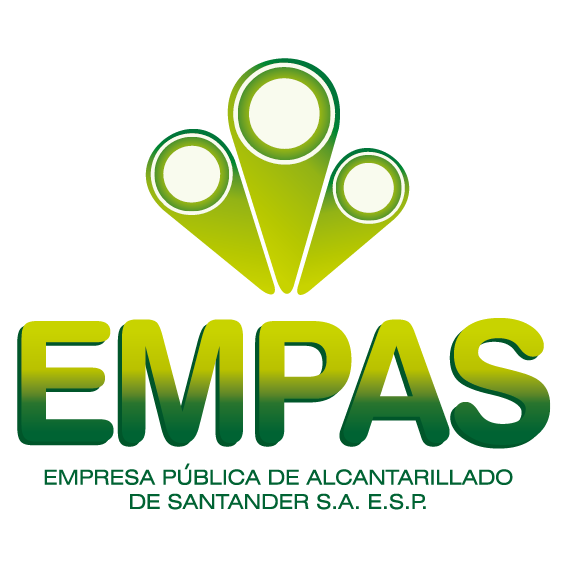 EMPAS
EMPRESA PÚBLICA DE ALCANTARILLADO
DE SANTANDER S.A. E.S.P.